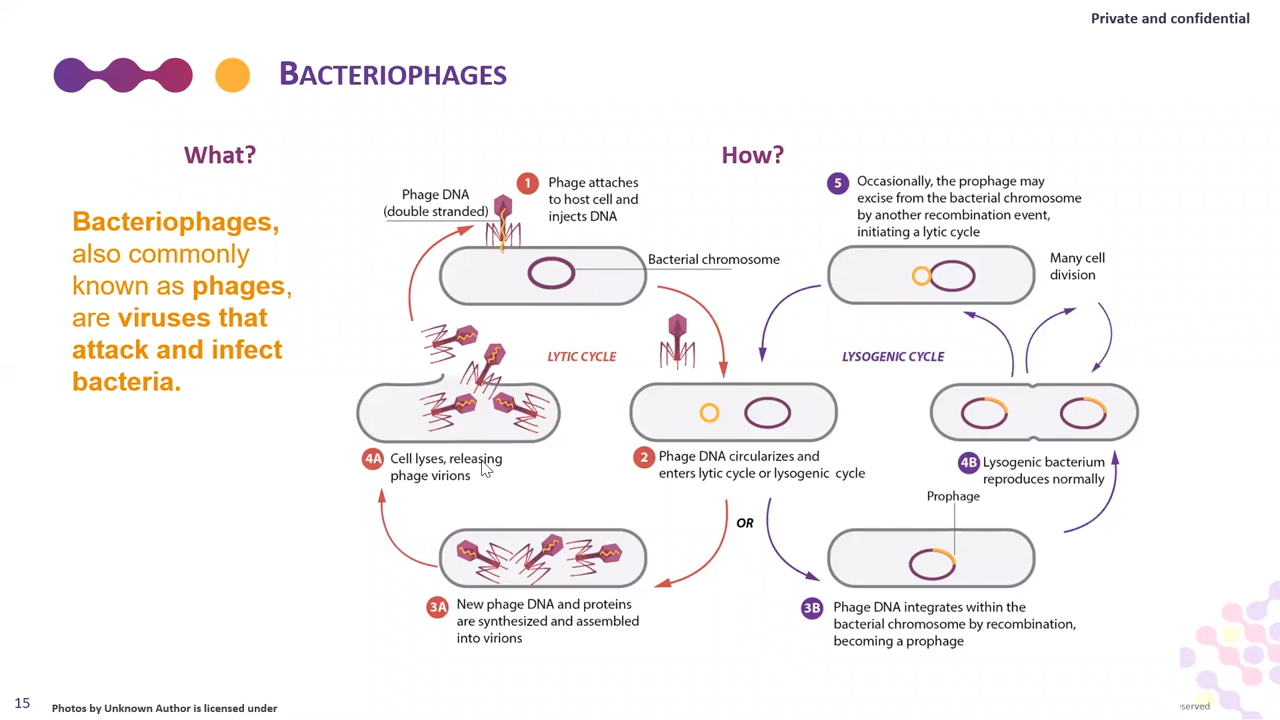 Private and confidential
BACTERIOPHAGES
What?
Bacteriophages,
also commonly
known as phages,
are viruses that
attack and infect
bacteria.
How?
Phage DNA
(double stranded)
1
Phage attaches
to host cell and
injects DNA
Bacterial chromosome
5
Occasionally, the prophage may
excise from the bacterial chromosome
by another recombination event,
initiating a lytic cycle
Many cell
division
LYTIC CYCLE
LYSOGENIC CYCLE
4A
Cell lyses, releasing
phage virions
2
Phage DNA circularizes and
enters lytic cycle or lysogenic cycle
4B
Lysogenic bacterium
reproduces normally
Prophage
OR
3A
New phage DNA and proteins
are synthesized and assembled
into virions
3B
Phage DNA integrates within the
bacterial chromosome by recombination,
becoming a prophage
15
Photos by Unknown Author is licensed under